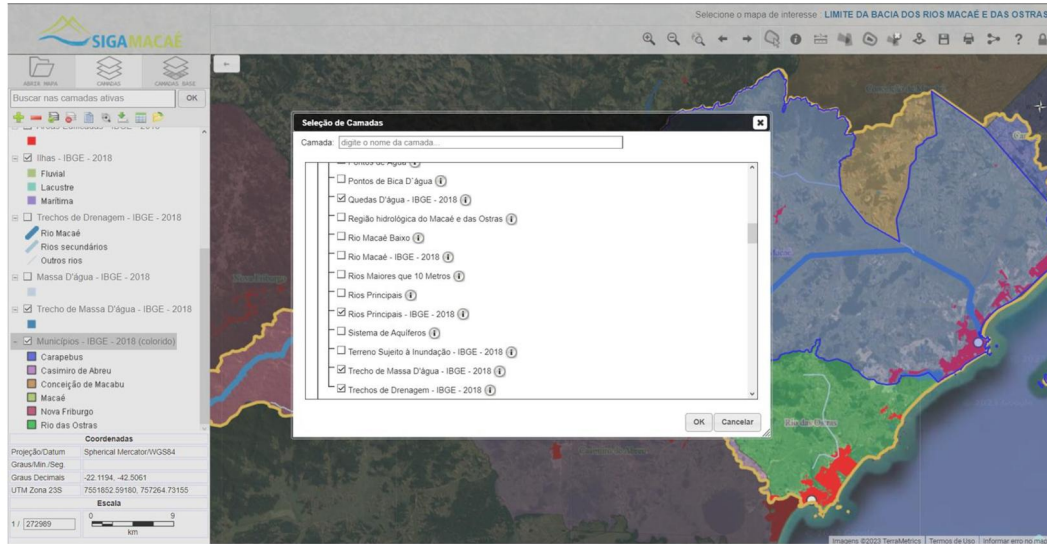 Selecione o mapa de interesse LIMITE DA BACIA DOS RIOS MACAÉ E DAS OSTRAS
SIGAMACAÉ
ABRIR MAPA CAMADAS CAMADAS BASE
Buscar nas camadas ativas OK
Ilhas - IBGE - 2018
Fluvial
Lacustre
Marítima
Trechos de Drenagem - IBGE - 2018
Rio Macaé
Rios secundários
Outros rios
Massa D'água - IBGE - 2018
Trecho de Massa D'água - IBGE - 2018
Municípios - IBGE - 2018 (colorido)
Carapebus
Casimiro de Abreu
Conceição de Macabu
Macaé
Nova Friburgo
Rio das Ostras
Coordenadas
Projeção/Datum Spherical Mercator/WGS84
Graus/Min./Seg.
Graus Decimais -22.1194, -42.5061
UTM Zona 23S 7551852.59160, 757264.73155
Escala
1 / 272989 0 9
km
Seleção de Camadas x
Camada: digite o nome da camada...
Pontos de Água
Pontos de Bica D´água
Quedas D'água - IBGE - 2018
Região hidrológica do Macaé e das Ostras
Rio Macaé Baixo
Rio Macaé - IBGE - 2018
Rios Maiores que 10 Metros
Rios Principais
Rios Principais - IBGE - 2018
Sistema de Aquíferos
Terreno Sujeito à Inundação - IBGE - 2018
Trecho de Massa D'água - IBGE - 2018
Trechos de Drenagem - IBGE - 2018
OK Cancelar
Rio das Ostras
Imagens ©2023 TerraMetrics Termos de Uso Informar erro no map